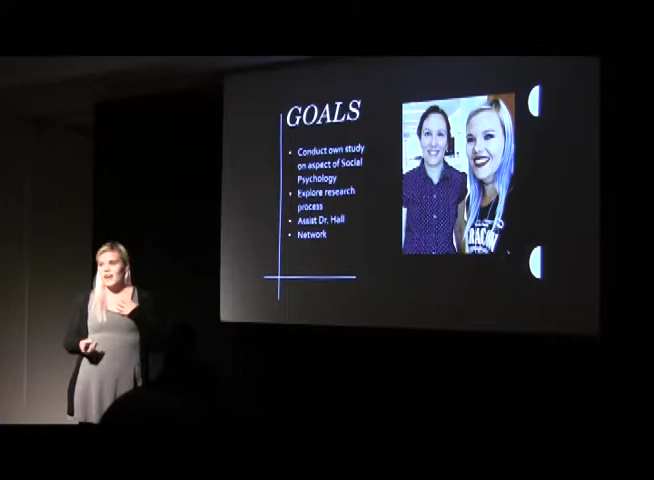 GOALS
• Conduct own study
on aspect of Social
Psychology
• Explore research
process
• Assist Dr. Hall
• Network